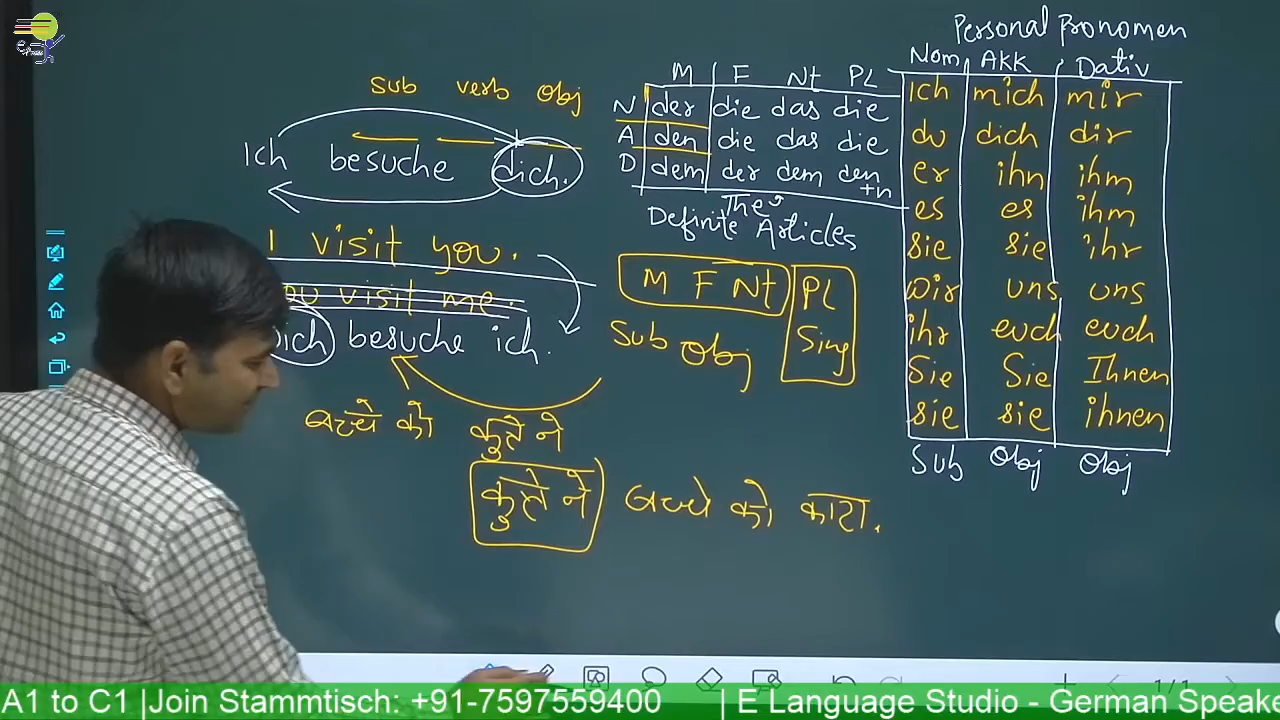 Sub verb Obj
Ich besuche dich.
I visit you.
visit me.
besuche ich.
बच्चे को कुत्ते ने
कुत्ते ने बच्चे को काटा.
M F Nt PL
N der die das die
A den die das die
D dem der dem den +n
The
Definite Articles
M F Nt PL
Sub Obj Sing
Personal Pronomen
Nom Akk Dativ
Ich mich mir
du dich dir
er ihn ihm
es es ihm
sie sie ihr
wir uns uns
ihr euch euch
Sie Sie Ihnen
sie sie ihnen
Sub Obj Obj
1/1
A1 to C1 |Join Stammtisch: +91-7597559400 | E Language Studio - German Speake